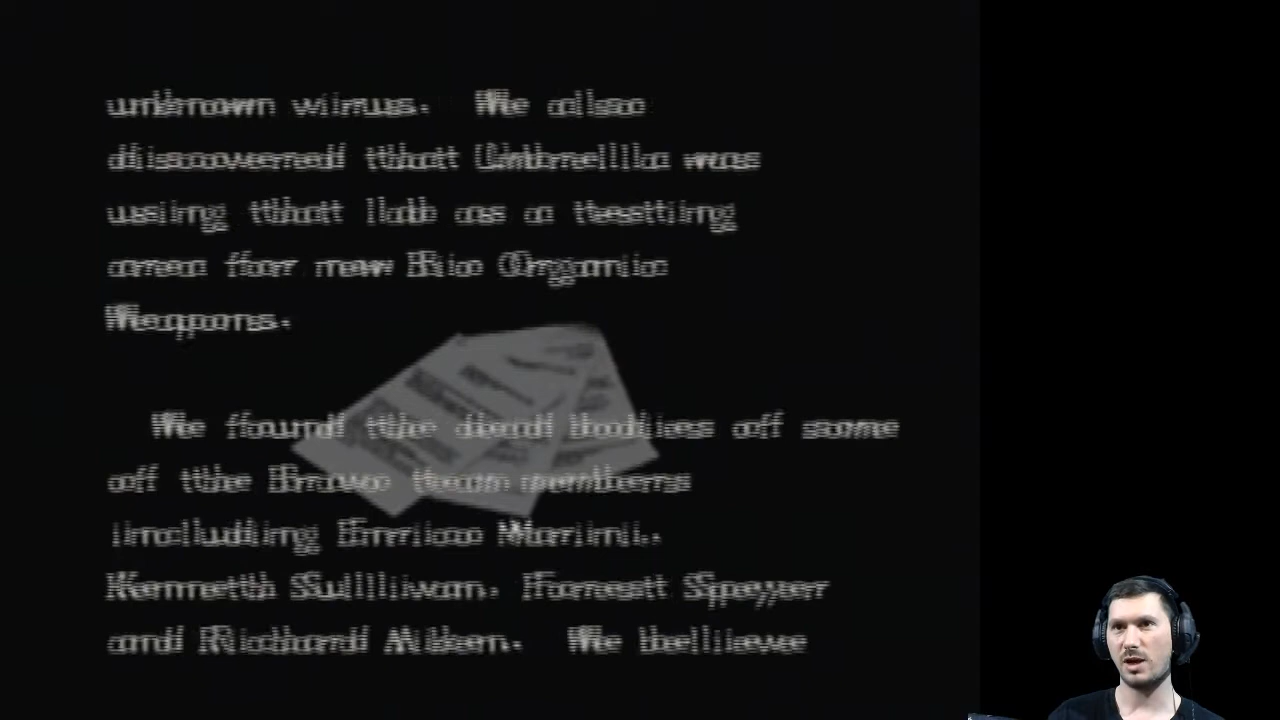 unknown virus. We also
discovered that Umbrella was
using that lab as a testing
area for new Bio Organic
Weapons.
We found the dead bodies of some
of the Bravo team members
including Enrico Marini.
Kenneth Sullivan. Forest Speyer
and Richard Aiken. We believe